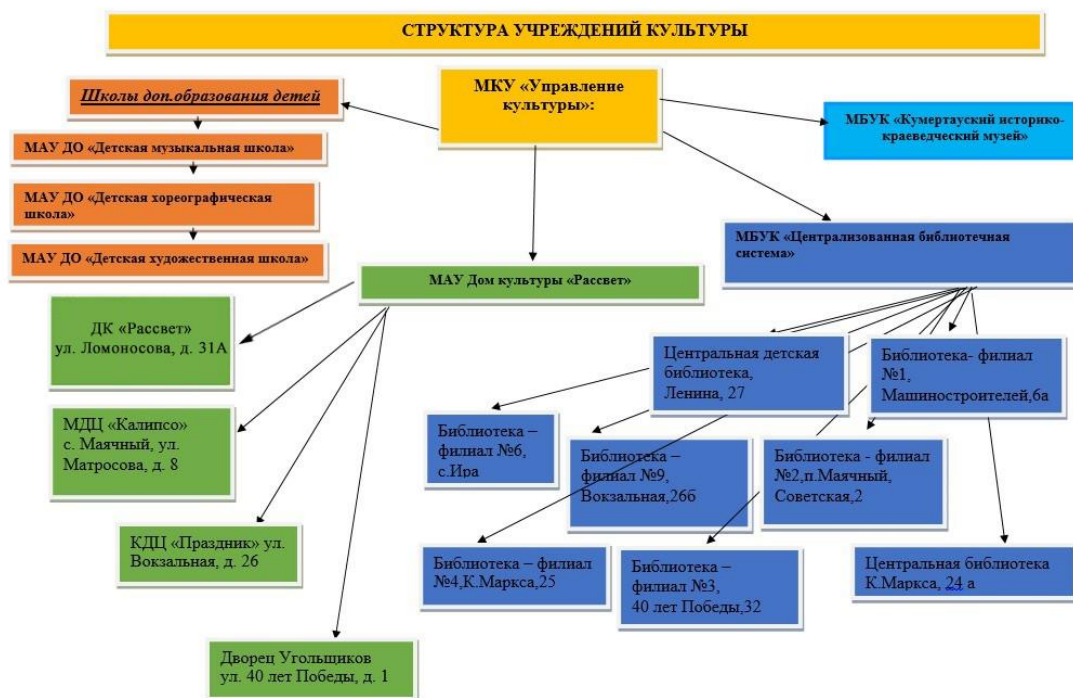 СТРУКТУРА УЧРЕЖДЕНИЙ КУЛЬТУРЫ
МКУ «Управление
культуры»:
Школы доп.образования детей
МАУ ДО «Детская музыкальная школа»
МАУ ДО «Детская хореографическая
школа»
МАУ ДО «Детская художественная школа»
МБУК «Кумертауский историко-
краеведческий музей»
МБУК «Централизованная библиотечная
система»
МАУ Дом культуры «Рассвет»
ДК «Рассвет»
ул. Ломоносова, д. 31А
МДЦ «Калипсо»
с. Маячный, ул.
Матросова, д. 8
КДЦ «Праздник» ул.
Вокзальная, д. 26
Дворец Угольщиков
ул. 40 лет Победы, д. 1
Центральная детская
библиотека,
Ленина, 27
Библиотека- филиал
№1,
Машиностроителей,6а
Библиотека –
филиал №6,
с.Ира
Библиотека –
филиал №9,
Вокзальная,26б
Библиотека - филиал
№2,п.Маячный,
Советская,2
Библиотека – филиал
№4,К.Маркса,25
Библиотека –
филиал №3,
40 лет Победы,32
Центральная библиотека
К.Маркса, 24 а